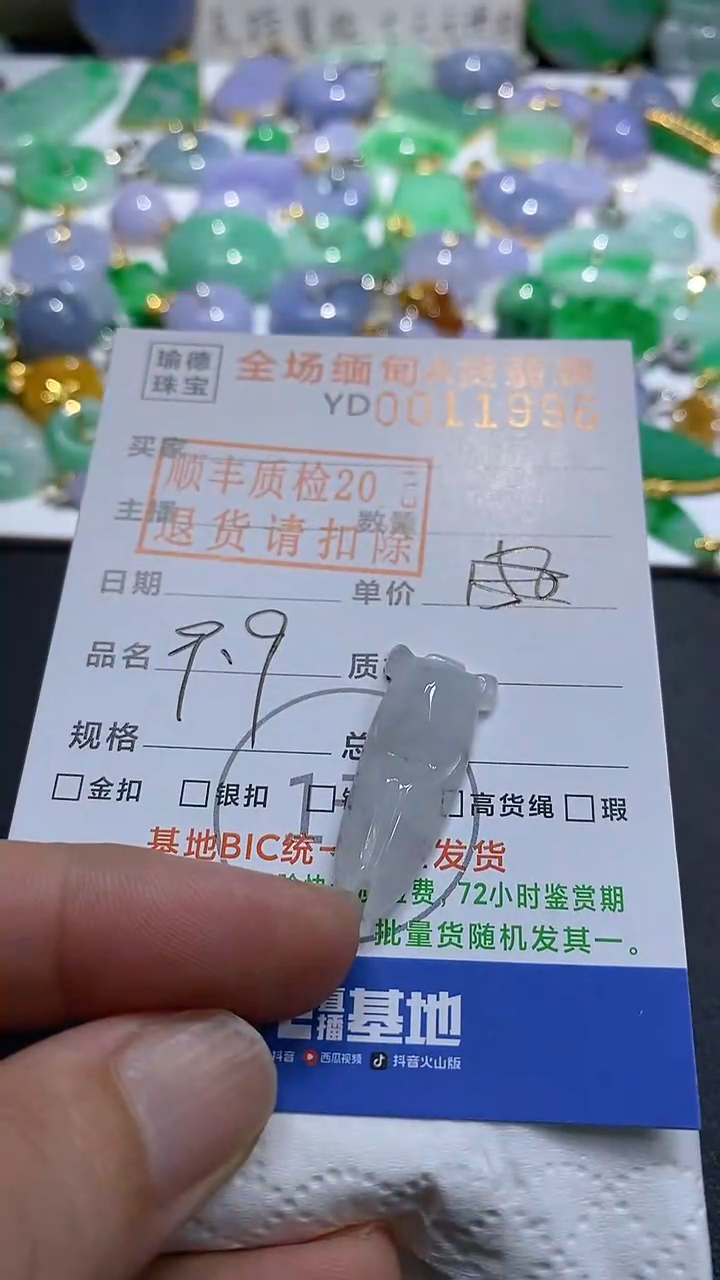 瑜德
珠宝
全场缅甸A货翡翠
YD0011996
买家
顺丰质检20
主播 数量
退货请扣除
日期 单价
品名 9.9 质
规格 总
金扣 银扣 高货绳 瑕
基地BIC统一 发货
费，72小时鉴赏期
批量货随机发其一。
直播基地
抖音 西瓜视频 抖音火山版